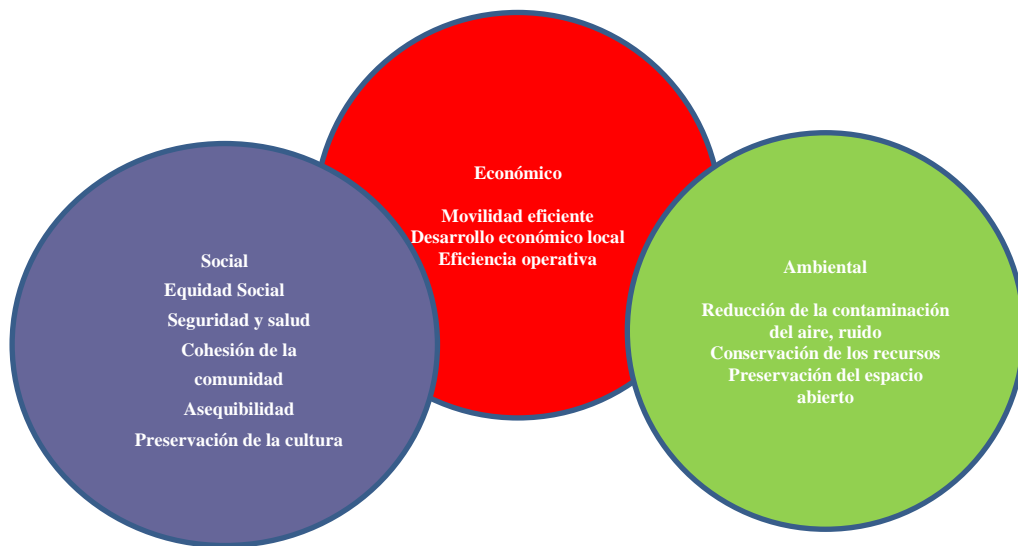 Económico
Movilidad eficiente
Desarrollo económico local
Eficiencia operativa
Social
Equidad Social
Seguridad y salud
Cohesión de la
comunidad
Asequibilidad
Preservación de la cultura
Ambiental
Reducción de la contaminación
del aire, ruido
Conservación de los recursos
Preservación del espacio
abierto